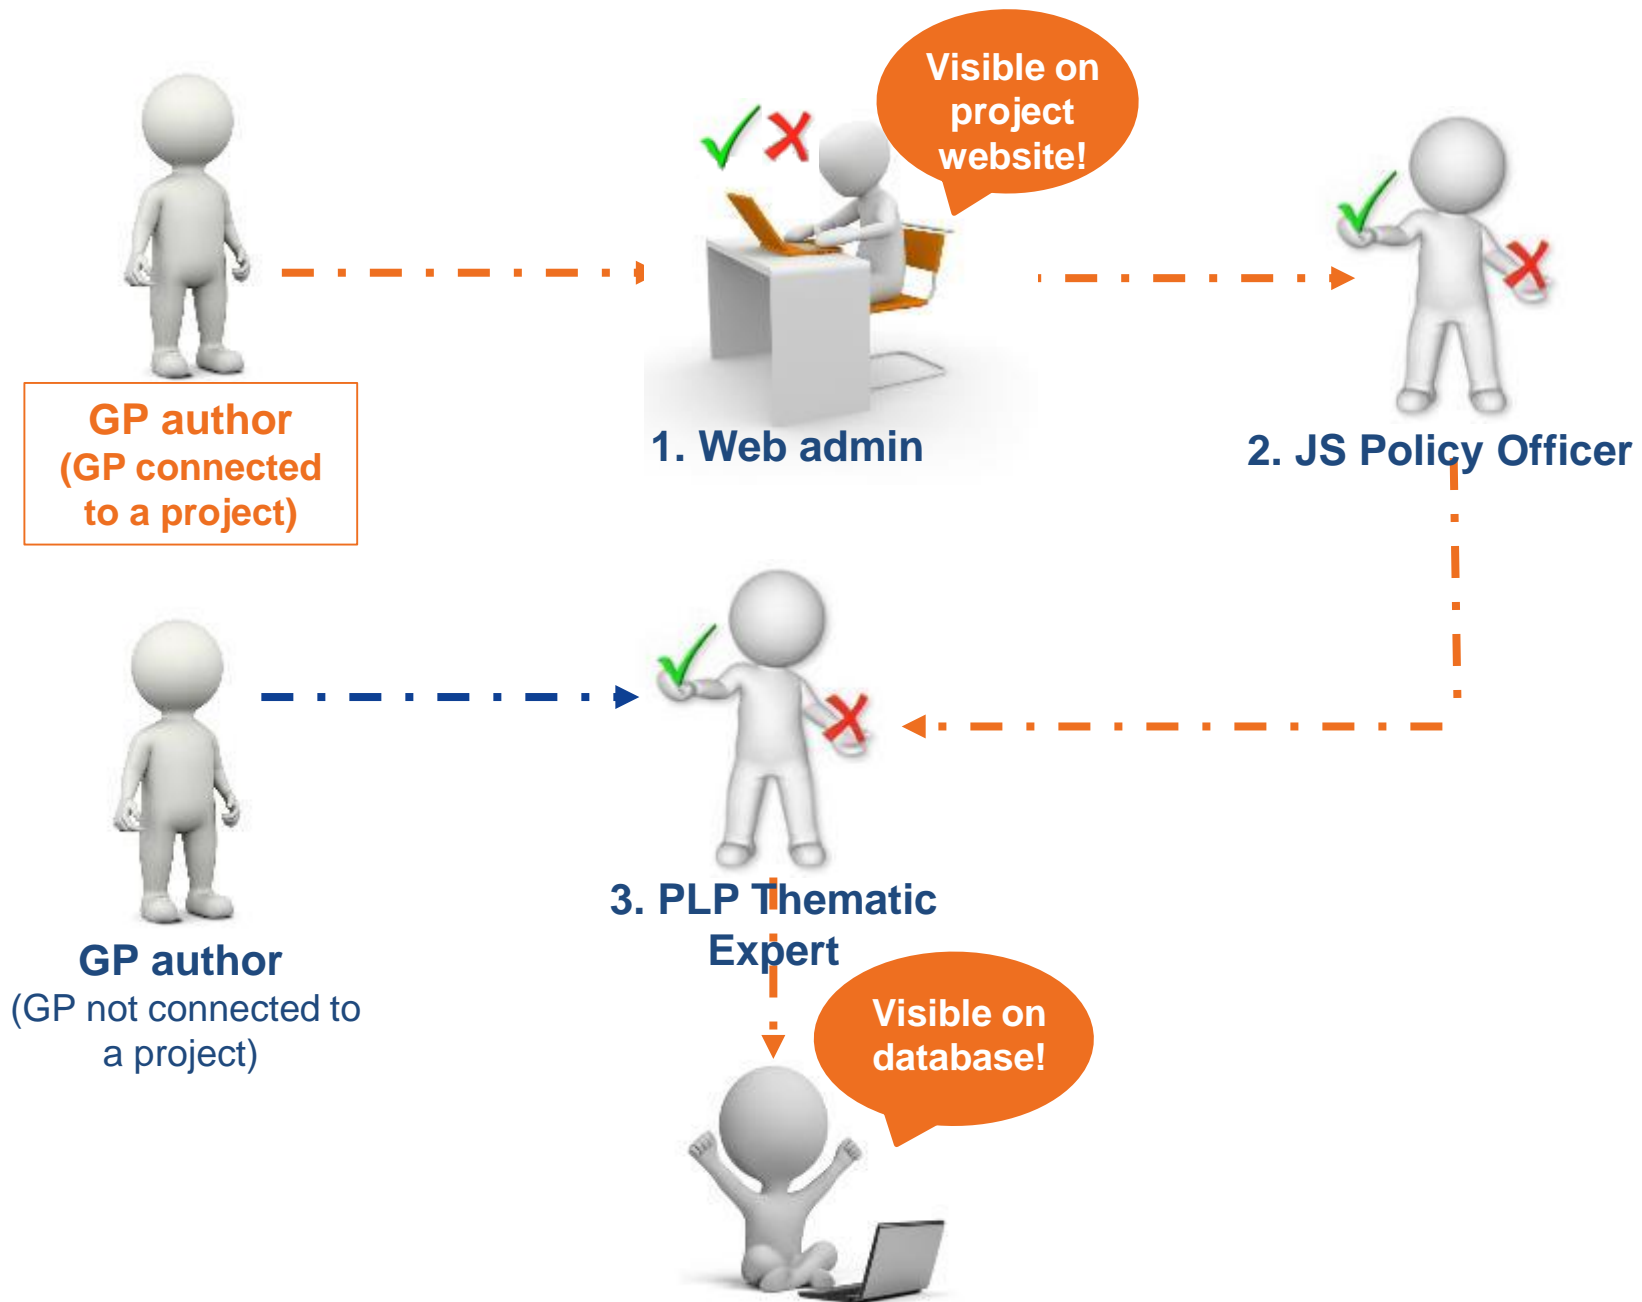 Visible on
project
website!
GP author
(GP connected
to a project)
1. Web admin
2. JS Policy Officer
3. PLP Thematic
Expert
GP author
(GP not connected to
a project)
Visible on
database!